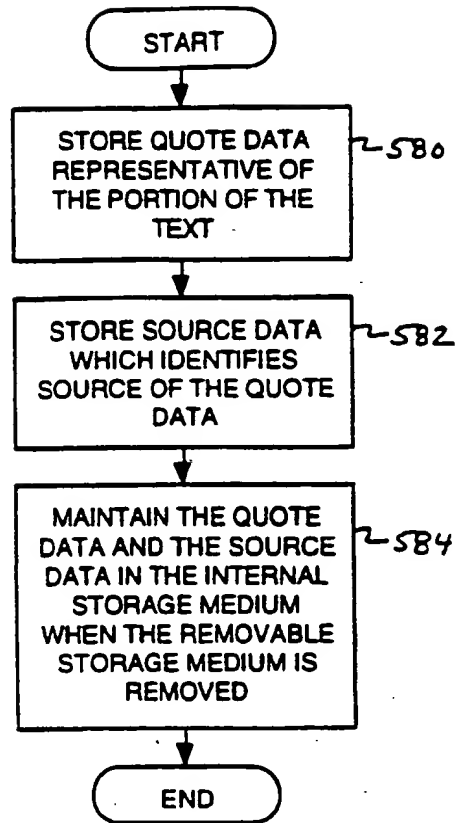 START
STORE QUOTE DATA
REPRESENTATIVE OF
THE PORTION OF THE
TEXT
580
STORE SOURCE DATA
WHICH IDENTIFIES
SOURCE OF THE QUOTE
DATA
582
MAINTAIN THE QUOTE
DATA AND THE SOURCE
DATA IN THE INTERNAL
STORAGE MEDIUM
WHEN THE REMOVABLE
STORAGE MEDIUM IS
REMOVED
584
END